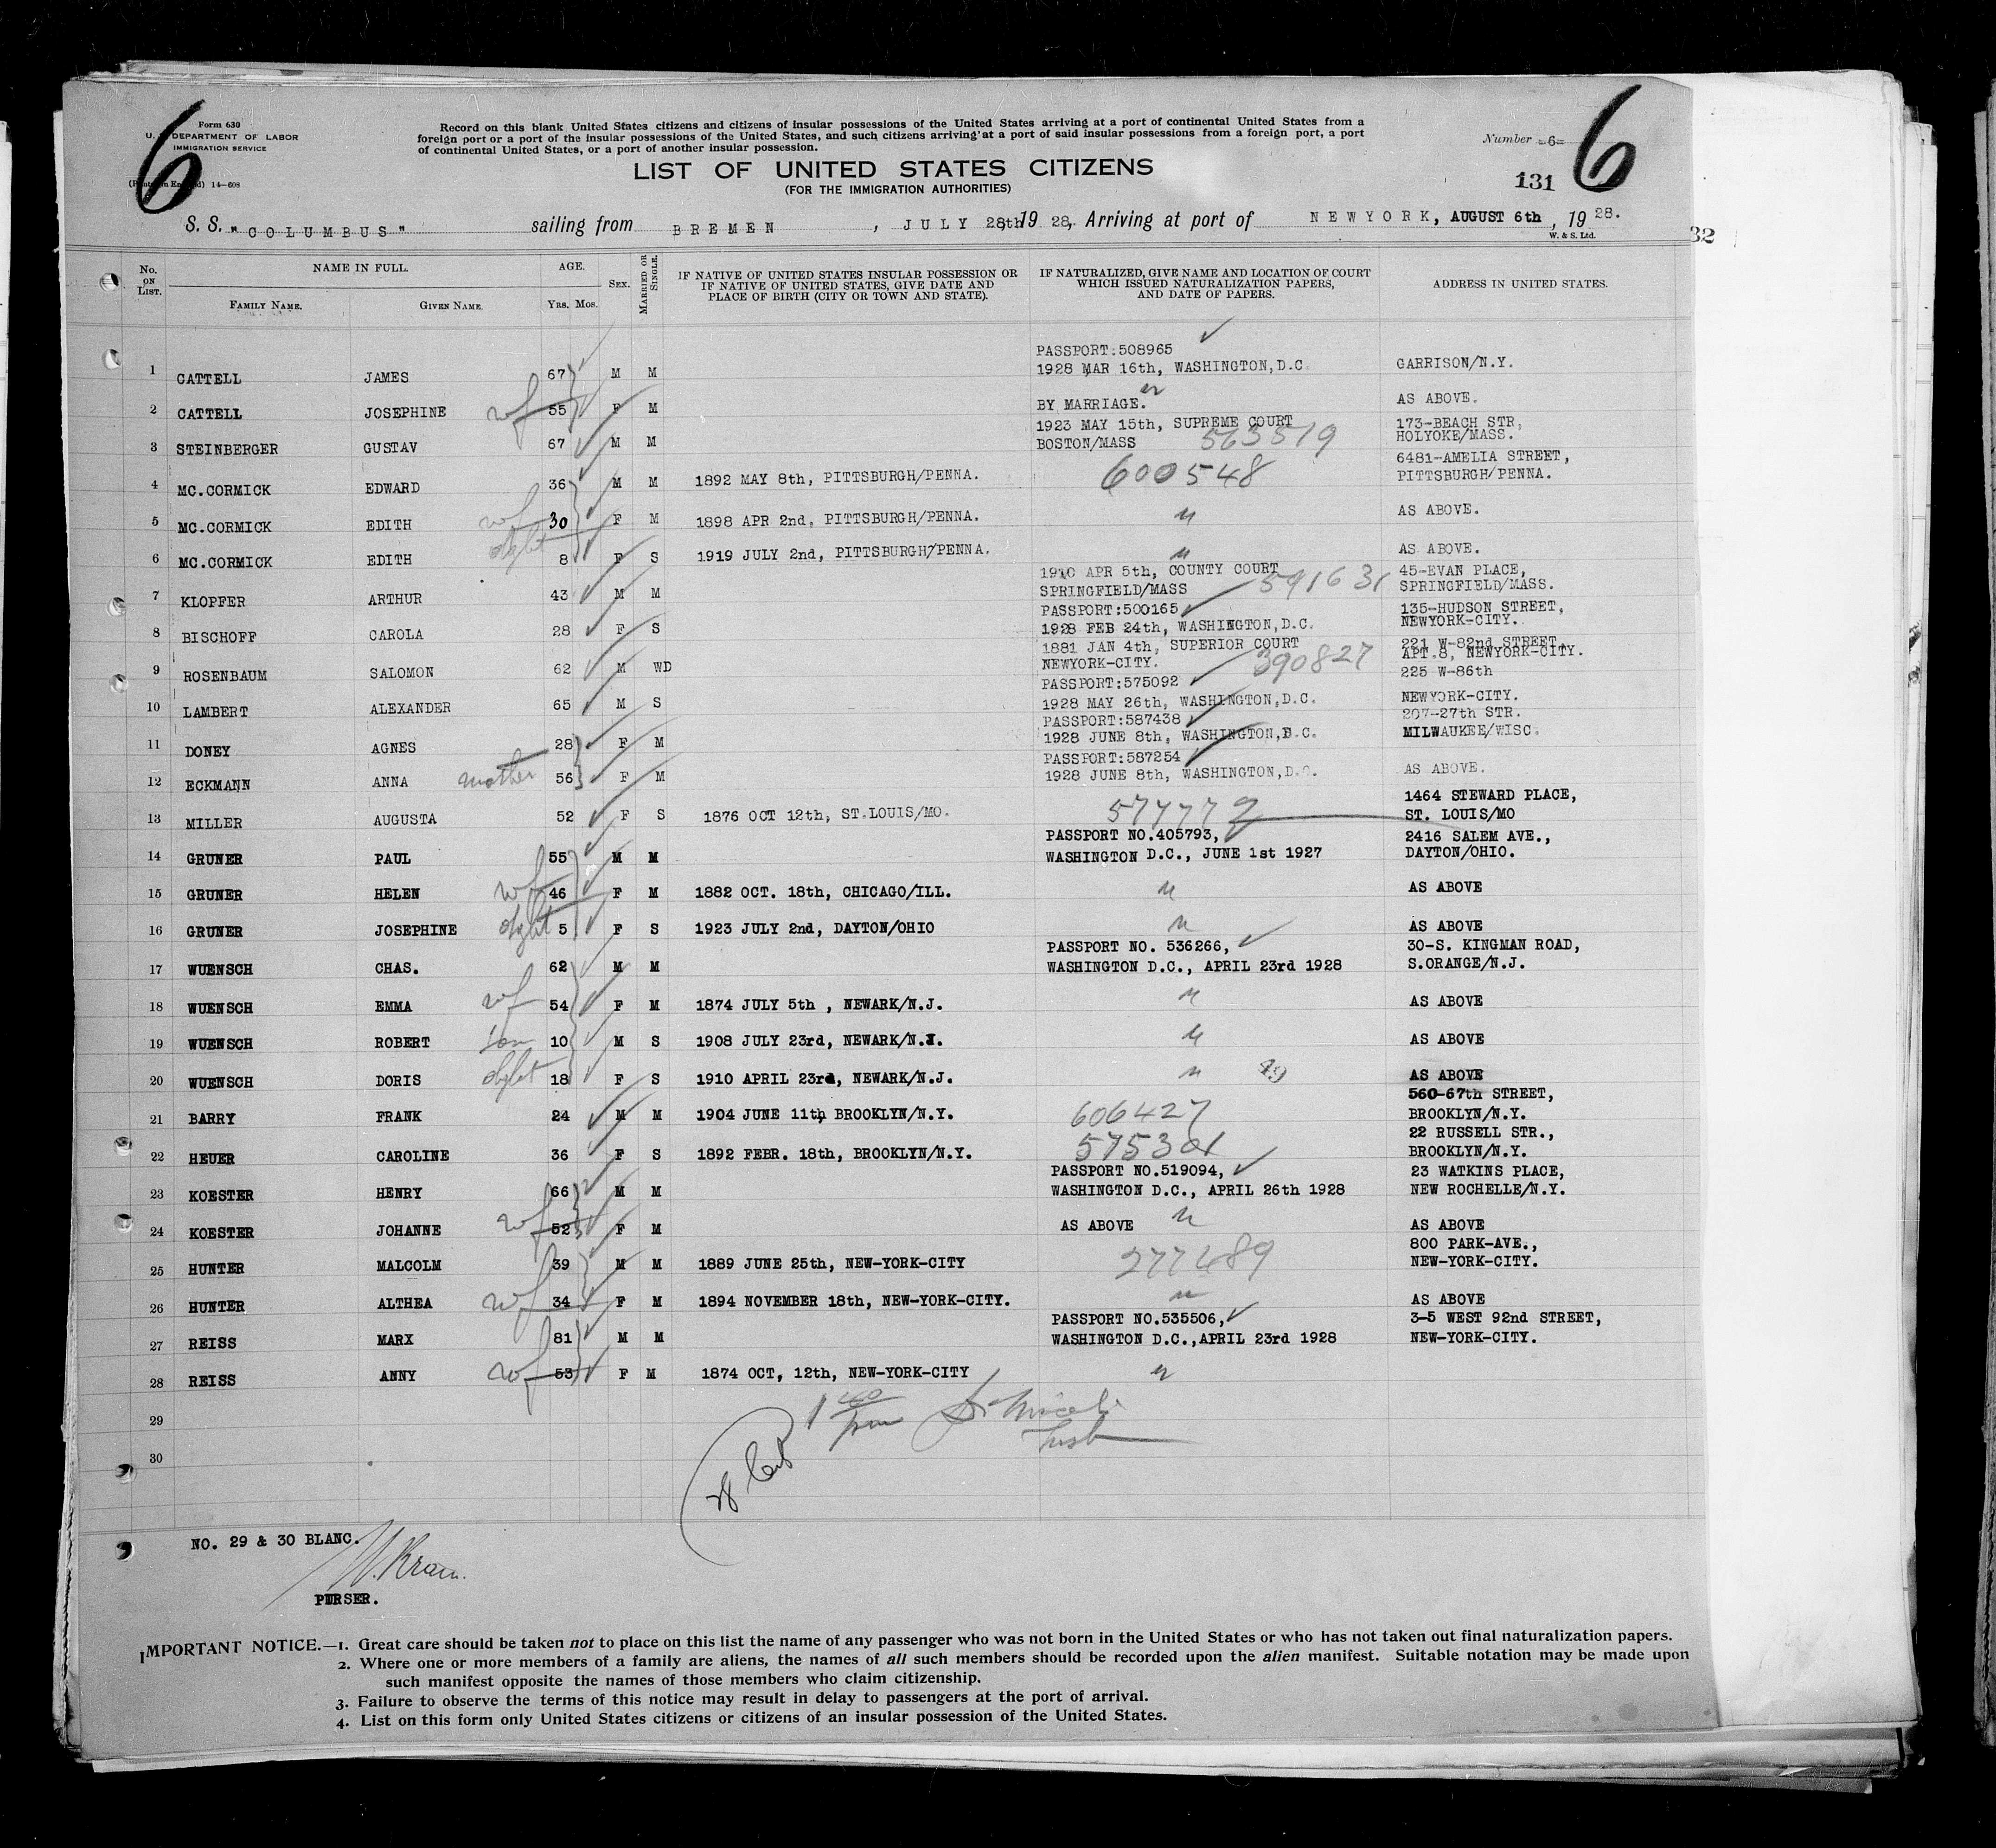 6
Form 630
U. DEPARTMENT OF LABOR
IMMIGRATION SERVICE
14-608
Record on this blank United States citizens and citizens of insular possessions of the United States arriving at a port of continental United States from a
foreign port or a port of the insular possessions of the United States, and such citizens arriving at a port of said insular possessions from a foreign port, a port
of continental United States, or a port of another insular possession.
Number -6-
6
LIST OF UNITED STATES CITIZENS
(FOR THE IMMIGRATION AUTHORITIES)
131
S. S. "COLUMBUS" sailing from BREMEN, JULY 28th 19 28, Arriving at port of NEWYORK, AUGUST 6th, 19 28.
W. & S. Ltd.
32
No. ON LIST. NAME IN FULL. AGE. SEX. MARRIED OR SINGLE. IF NATIVE OF UNITED STATES INSULAR POSSESSION OR IF NATIVE OF UNITED STATES, GIVE DATE AND PLACE OF BIRTH (CITY OR TOWN AND STATE). IF NATURALIZED, GIVE NAME AND LOCATION OF COURT WHICH ISSUED NATURALIZATION PAPERS, AND DATE OF PAPERS. ADDRESS IN UNITED STATES.
FAMILY NAME. GIVEN NAME. YRS. MOS.
PASSPORT:508965
1 CATTELL JAMES 67 M M 1928 MAR 16th, WASHINGTON,D.C. GARRISON/N.Y.
2 CATTELL JOSEPHINE wf 55 F M BY MARRIAGE. AS ABOVE.
1923 MAY 15th, SUPREME COURT 173-BEACH STR,
3 STEINBERGER GUSTAV 67 M M BOSTON/MASS 563519 HOLYOKE/MASS.
6481-AMELIA STREET,
4 MC.CORMICK EDWARD 36 M M 1892 MAY 8th, PITTSBURGH/PENNA. 600548 PITTSBURGH/PENNA.
5 MC.CORMICK EDITH wf 30 F M 1898 APR 2nd, PITTSBURGH/PENNA. " AS ABOVE.
6 MC.CORMICK EDITH dght 8 F S 1919 JULY 2nd, PITTSBURGH/PENNA. " AS ABOVE.
1910 APR 5th, COUNTY COURT 45-EVAN PLACE,
7 KLOPFER ARTHUR 43 M M SPRINGFIELD/MASS 591631 SPRINGFIELD/MASS.
PASSPORT:500165 135-HUDSON STREET,
8 BISCHOFF CAROLA 28 F S 1928 FEB 24th, WASHINGTON,D.C. NEWYORK-CITY.
1881 JAN 4th, SUPERIOR COURT 221 W-82nd STREET,
9 ROSENBAUM SALOMON 62 M WD NEWYORK-CITY. 390827 APT.8, NEWYORK-CITY.
PASSPORT:575092 225 W-86th
10 LAMBERT ALEXANDER 65 M S 1928 MAY 26th, WASHINGTON,D.C. NEWYORK-CITY.
PASSPORT:587438 207-27th STR.
11 DONEY AGNES 28 F M 1928 JUNE 8th, WASHINGTON,D.C. MILWAUKEE/WISC.
PASSPORT:587254
12 ECKMANN ANNA mother 56 F M 1928 JUNE 8th, WASHINGTON,D.C. AS ABOVE.
1464 STEWARD PLACE,
13 MILLER AUGUSTA 52 F S 1876 OCT 12th, ST.LOUIS/MO. ST. LOUIS/MO
PASSPORT NO.405793, 2416 SALEM AVE.,
14 GRUNER PAUL 55 M M WASHINGTON D.C., JUNE 1st 1927 DAYTON/OHIO.
15 GRUNER HELEN wf 46 F M 1882 OCT. 18th, CHICAGO/ILL. " AS ABOVE
16 GRUNER JOSEPHINE dght 5 F S 1923 JULY 2nd, DAYTON/OHIO " AS ABOVE
PASSPORT NO. 536266, 30-S. KINGMAN ROAD,
17 WUENSCH CHAS. 62 M M WASHINGTON D.C., APRIL 23rd 1928 S.ORANGE/N.J.
18 WUENSCH EMMA wf 54 F M 1874 JULY 5th , NEWARK/N.J. " AS ABOVE
19 WUENSCH ROBERT son 10 M S 1908 JULY 23rd, NEWARK/N.J. " AS ABOVE
20 WUENSCH DORIS dght 18 F S 1910 APRIL 23rd, NEWARK/N.J. " AS ABOVE
560-67th STREET,
21 BARRY FRANK 24 M M 1904 JUNE 11th, BROOKLYN/N.Y. 606427 BROOKLYN/N.Y.
22 RUSSELL STR.,
22 HEUER CAROLINE 36 F S 1892 FEBR. 18th, BROOKLYN/N.Y. BROOKLYN/N.Y.
PASSPORT NO.519094, 23 WATKINS PLACE,
23 KOESTER HENRY 66 M M WASHINGTON D.C., APRIL 26th 1928 NEW ROCHELLE/N.Y.
24 KOESTER JOHANNE wf 52 F M AS ABOVE " AS ABOVE
800 PARK-AVE.,
25 HUNTER MALCOLM 39 M M 1889 JUNE 25th, NEW-YORK-CITY NEW-YORK-CITY.
26 HUNTER ALTHEA wf 34 F M 1894 NOVEMBER 18th, NEW-YORK-CITY. " AS ABOVE
PASSPORT NO.535506, 3-5 WEST 92nd STREET,
27 REISS MARX 81 M M WASHINGTON D.C.,APRIL 23rd 1928 NEW-YORK-CITY.
28 REISS ANNY wf 53 F M 1874 OCT, 12th, NEW-YORK-CITY "
29
30
NO. 29 & 30 BLANC.
PURSER.
IMPORTANT NOTICE.—1. Great care should be taken not to place on this list the name of any passenger who was not born in the United States or who has not taken out final naturalization papers.
2. Where one or more members of a family are aliens, the names of all such members should be recorded upon the alien manifest. Suitable notation may be made upon
such manifest opposite the names of those members who claim citizenship.
3. Failure to observe the terms of this notice may result in delay to passengers at the port of arrival.
4. List on this form only United States citizens or citizens of an insular possession of the United States.